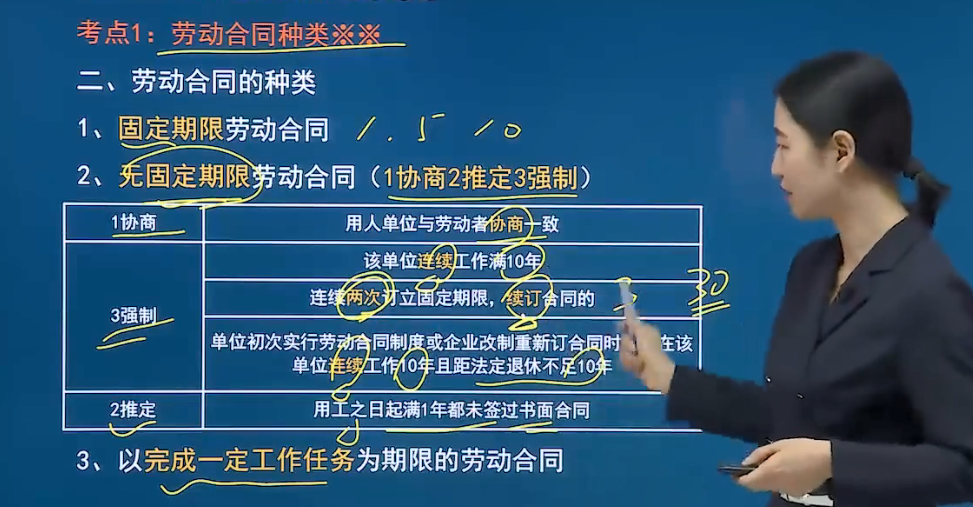 考点1：劳动合同种类※※
二、劳动合同的种类
1、固定期限劳动合同 1.5 10
2、无固定期限劳动合同（1协商2推定3强制）
1协商 用人单位与劳动者协商一致
该单位连续工作满10年
3强制 连续两次订立固定期限，续订合同的 3 30
单位初次实行劳动合同制度或企业改制重新订合同时 在该
单位连续工作10年且距法定退休不足10年
2推定 用工之日起满1年都未签过书面合同
3、以完成一定工作任务为期限的劳动合同